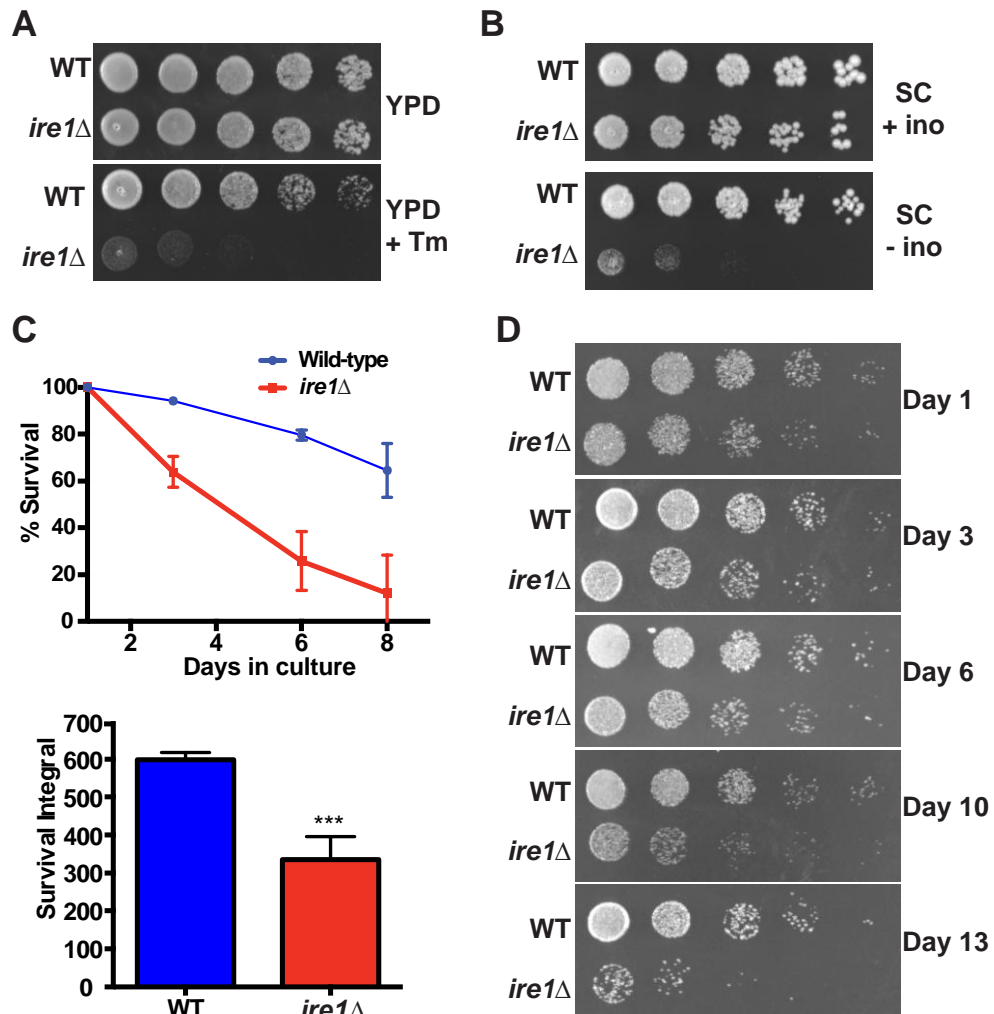 A
WT
ire1Δ
YPD
WT
ire1Δ
YPD
+ Tm
B
WT
ire1Δ
SC
+ ino
WT
ire1Δ
SC
- ino
C
Wild-type
ire1Δ
% Survival
100
80
60
40
20
0
2
4
6
8
Days in culture
Survival Integral
700
600
500
400
300
200
100
0
***
WT
ire1Δ
D
WT
ire1Δ
Day 1
WT
ire1Δ
Day 3
WT
ire1Δ
Day 6
WT
ire1Δ
Day 10
WT
ire1Δ
Day 13